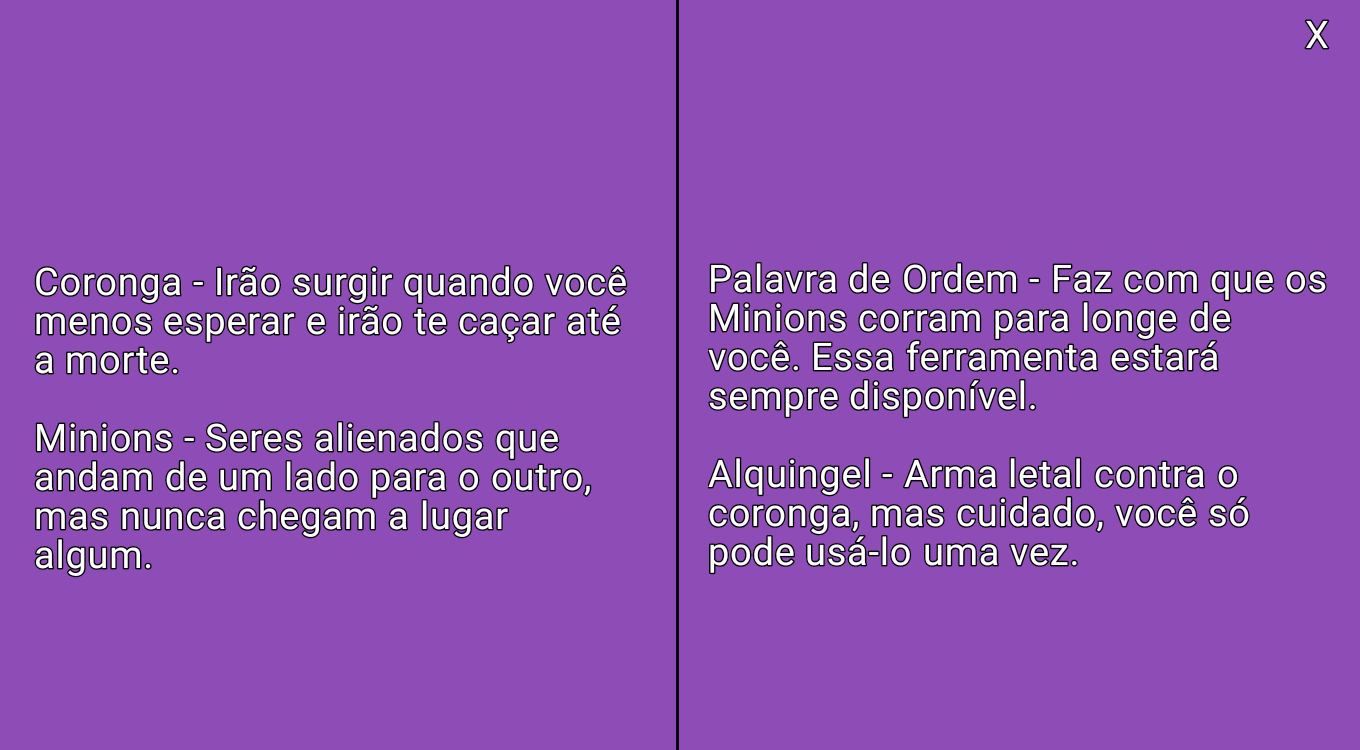 X
Coronga - Irão surgir quando você
menos esperar e irão te caçar até
a morte.
Minions - Seres alienados que
andam de um lado para o outro,
mas nunca chegam a lugar
algum.
Palavra de Ordem - Faz com que os
Minions corram para longe de
você. Essa ferramenta estará
sempre disponível.
Alquingel - Arma letal contra o
coronga, mas cuidado, você só
pode usá-lo uma vez.